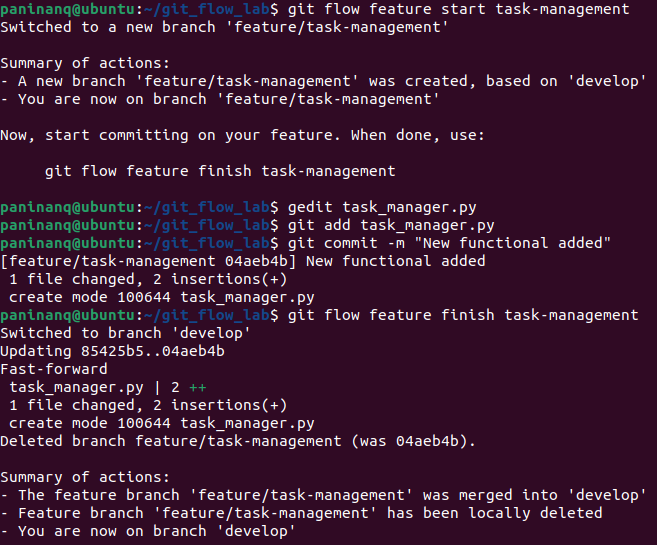 paninanq@ubuntu:~/git_flow_lab$ git flow feature start task-management
Switched to a new branch 'feature/task-management'

Summary of actions:
- A new branch 'feature/task-management' was created, based on 'develop'
- You are now on branch 'feature/task-management'

Now, start committing on your feature. When done, use:

     git flow feature finish task-management

paninanq@ubuntu:~/git_flow_lab$ gedit task_manager.py
paninanq@ubuntu:~/git_flow_lab$ git add task_manager.py
paninanq@ubuntu:~/git_flow_lab$ git commit -m "New functional added"
[feature/task-management 04aeb4b] New functional added
 1 file changed, 2 insertions(+)
 create mode 100644 task_manager.py
paninanq@ubuntu:~/git_flow_lab$ git flow feature finish task-management
Switched to branch 'develop'
Updating 85425b5..04aeb4b
Fast-forward
 task_manager.py | 2 ++
 1 file changed, 2 insertions(+)
 create mode 100644 task_manager.py
Deleted branch feature/task-management (was 04aeb4b).

Summary of actions:
- The feature branch 'feature/task-management' was merged into 'develop'
- Feature branch 'feature/task-management' has been locally deleted
- You are now on branch 'develop'